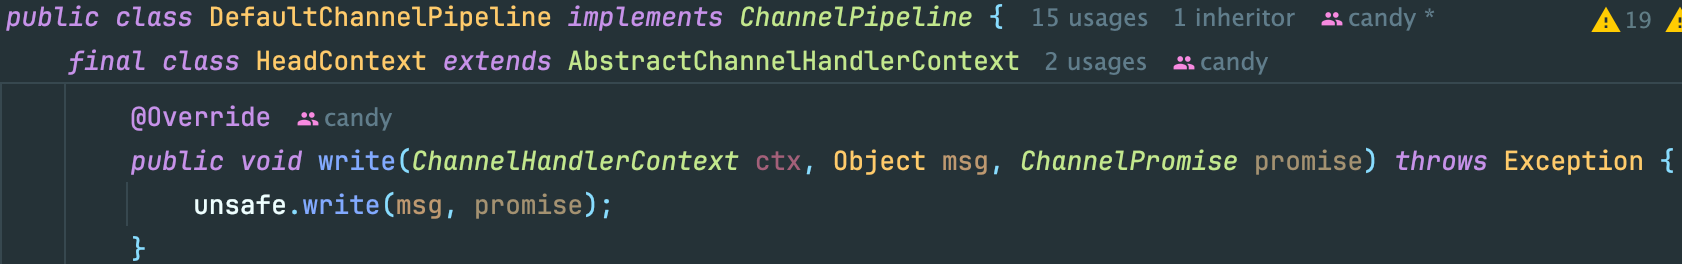 public class DefaultChannelPipeline implements ChannelPipeline { 15 usages 1 inheritor candy * 19
final class HeadContext extends AbstractChannelHandlerContext 2 usages candy
@Override candy
public void write(ChannelHandlerContext ctx, Object msg, ChannelPromise promise) throws Exception {
unsafe.write(msg, promise);
}